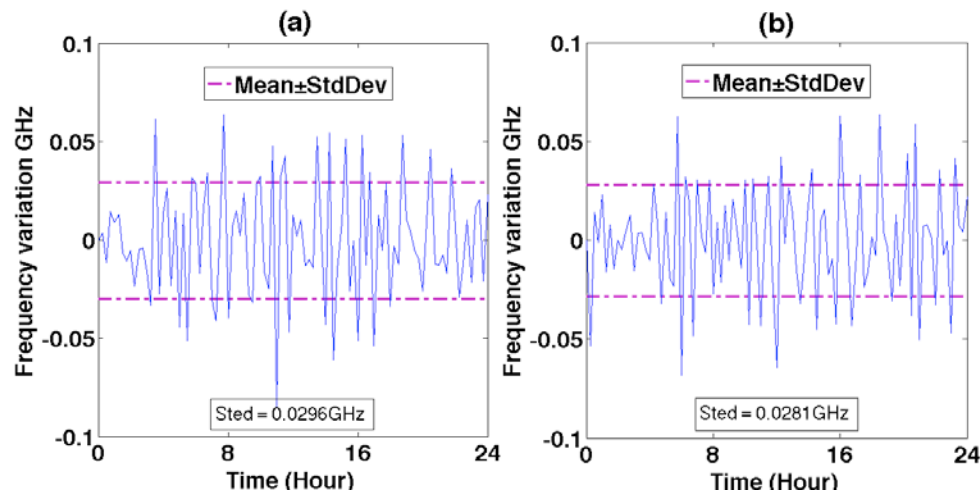 (a)
0.1
0.05
0
-0.05
-0.1
Frequency variation GHz
Mean±StdDev
Sted = 0.0296GHz
0 8 16 24
Time (Hour)
(b)
0.1
0.05
0
-0.05
-0.1
Frequency variation GHz
Mean±StdDev
Sted = 0.0281GHz
0 8 16 24
Time (Hour)